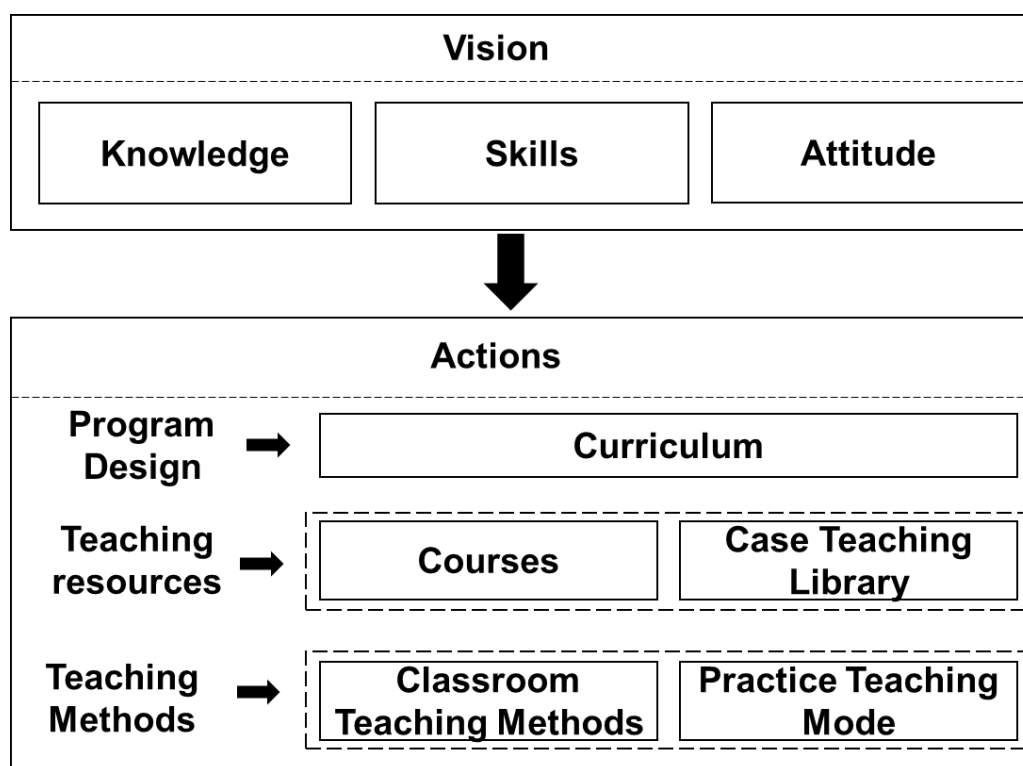 Vision
Knowledge
Skills
Attitude
Actions
Program
Design
Curriculum
Teaching
resources
Courses
Case Teaching
Library
Teaching
Methods
Classroom
Teaching Methods
Practice Teaching
Mode